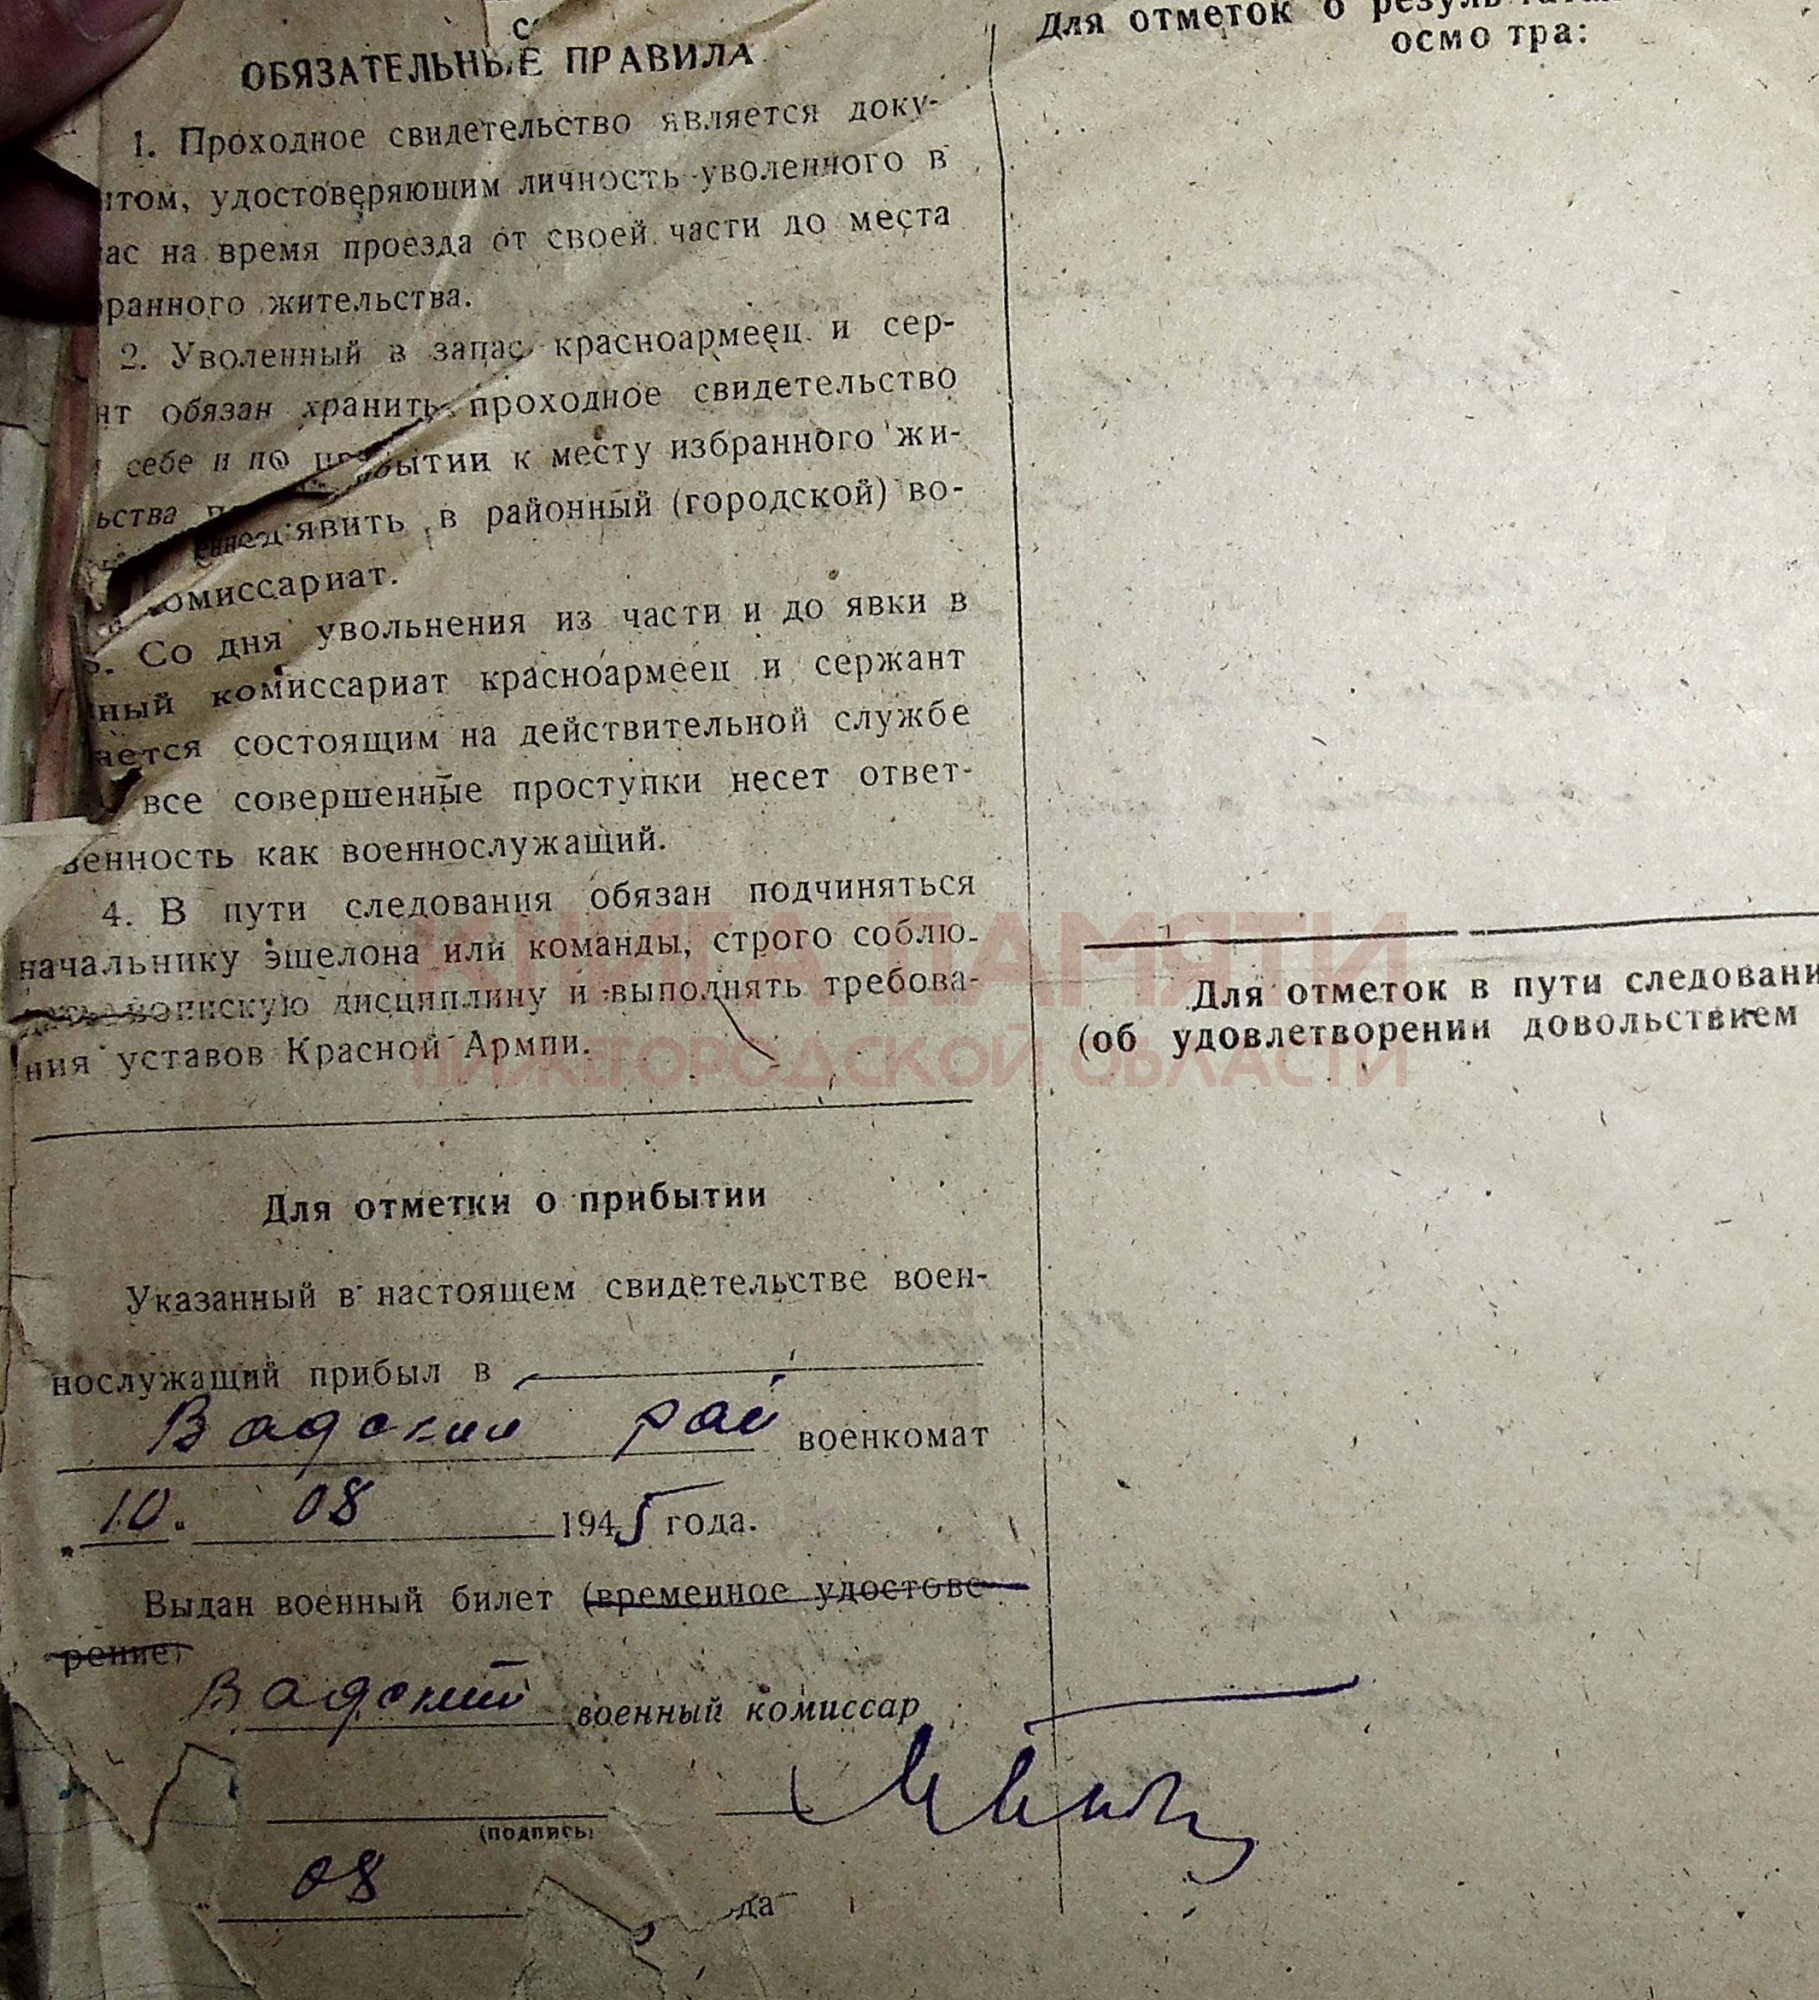 ОБЯЗАТЕЛЬНЫЕ ПРАВИЛА
1. Проходное свидетельство является доку-
нтом, удостоверяющим личность уволенного в
ас на время проезда от своей части до места
бранного жительства.
2. Уволенный в запас красноармеец и сер-
нт обязан хранить проходное свидетельство
себе и по прибытии к месту избранного жи-
ьства явить в районный (городской) во-
омиссариат.
3. Со дня увольнения из части и до явки в
ный комиссариат красноармеец и сержант
ается состоящим на действительной службе
все совершенные проступки несет ответ-
венность как военнослужащий.
4. В пути следования обязан подчиняться
начальнику эшелона или команды, строго соблю-
воинскую дисциплину и выполнять требова-
ния уставов Красной Армии.
Для отметки о прибытии
Указанный в настоящем свидетельстве воен-
нослужащий прибыл в
Вадский рай военкомат
„10" 08 1945 года.
Выдан военный билет (временное удостове-
рение)
Вадский военный комиссар
(подпись)
08 да
Для отметок о
осмотра:
Для отметок в пути следовани
(об удовлетворении довольствием
КНИГА ПАМЯТИ
НИЖЕГОРОДСКОЙ ОБЛАСТИ